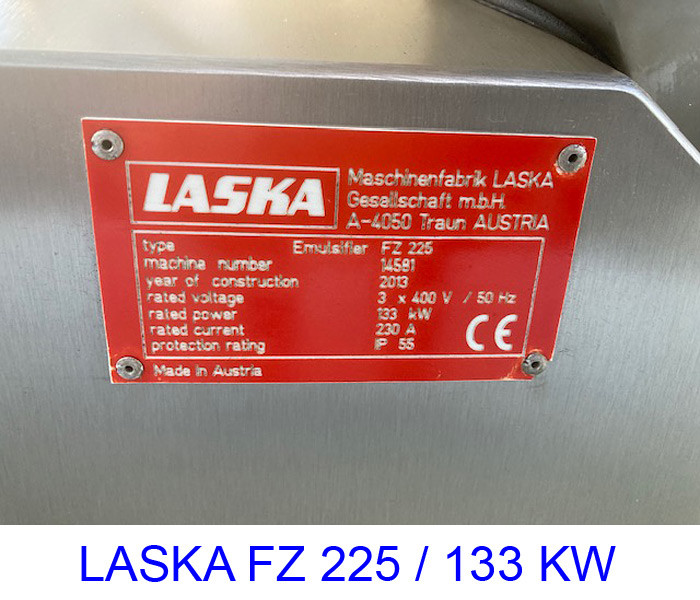 LASKA
Maschinenfabrik LASKA
Gesellschaft m.b.H.
A-4050 Traun AUSTRIA
type Emulsifier FZ 225
machine number 14581
year of construction 2013
rated voltage 3 x 400 V / 50 Hz
rated power 133 kW
rated current 230 A
protection rating IP 55
CE
Made in Austria
LASKA FZ 225 / 133 KW